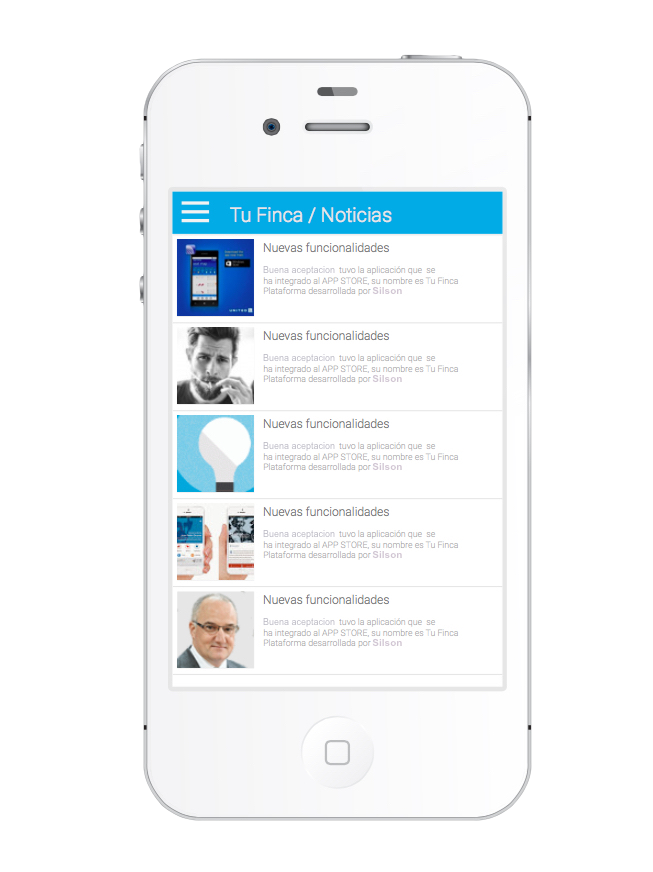 Tu Finca / Noticias
Nuevas funcionalidades
Buena aceptacion tuvo la aplicación que se
ha integrado al APP STORE, su nombre es Tu Finca
Plataforma desarrollada por Silson
Nuevas funcionalidades
Buena aceptacion tuvo la aplicación que se
ha integrado al APP STORE, su nombre es Tu Finca
Plataforma desarrollada por Silson
Nuevas funcionalidades
Buena aceptacion tuvo la aplicación que se
ha integrado al APP STORE, su nombre es Tu Finca
Plataforma desarrollada por Silson
Nuevas funcionalidades
Buena aceptacion tuvo la aplicación que se
ha integrado al APP STORE, su nombre es Tu Finca
Plataforma desarrollada por Silson
Nuevas funcionalidades
Buena aceptacion tuvo la aplicación que se
ha integrado al APP STORE, su nombre es Tu Finca
Plataforma desarrollada por Silson